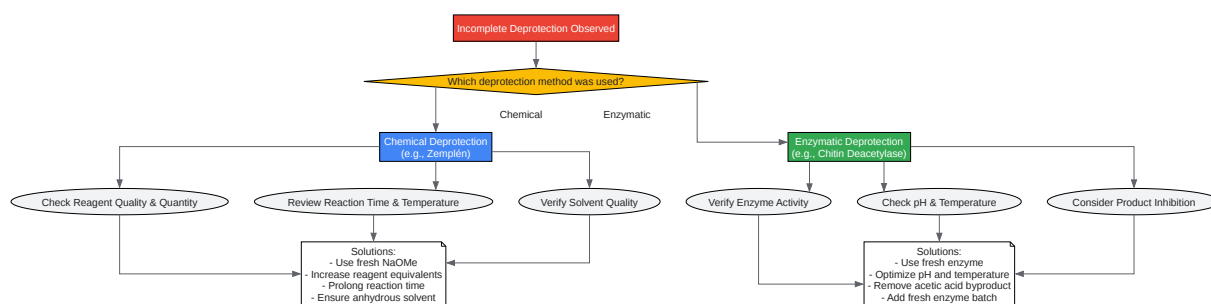 Incomplete Deprotection Observed
Which deprotection method was used?
Chemical
Enzymatic
Chemical Deprotection
(e.g., Zemplén)
Enzymatic Deprotection
(e.g., Chitin Deacetylase)
Check Reagent Quality & Quantity
Review Reaction Time & Temperature
Verify Solvent Quality
Verify Enzyme Activity
Check pH & Temperature
Consider Product Inhibition
Solutions:
- Use fresh NaOMe
- Increase reagent equivalents
- Prolong reaction time
- Ensure anhydrous solvent
Solutions:
- Use fresh enzyme
- Optimize pH and temperature
- Remove acetic acid byproduct
- Add fresh enzyme batch